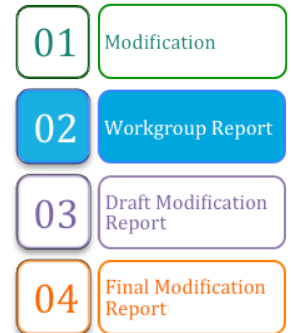 01 Modification
02 Workgroup Report
03 Draft Modification
Report
04 Final Modification
Report